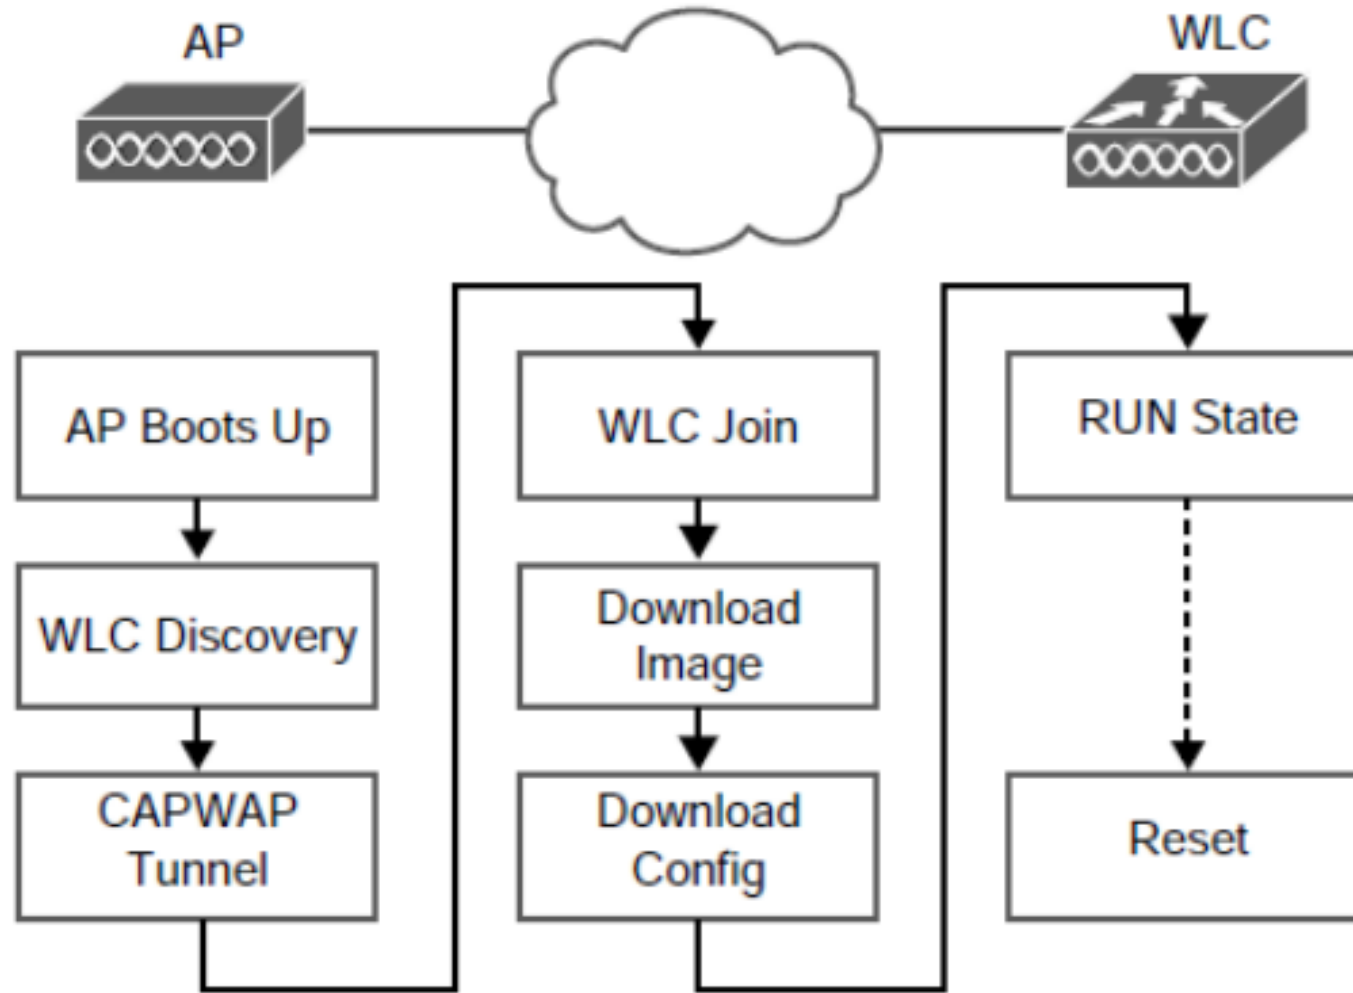 AP
WLC
AP Boots Up
WLC Discovery
CAPWAP
Tunnel
WLC Join
Download
Image
Download
Config
RUN State
Reset